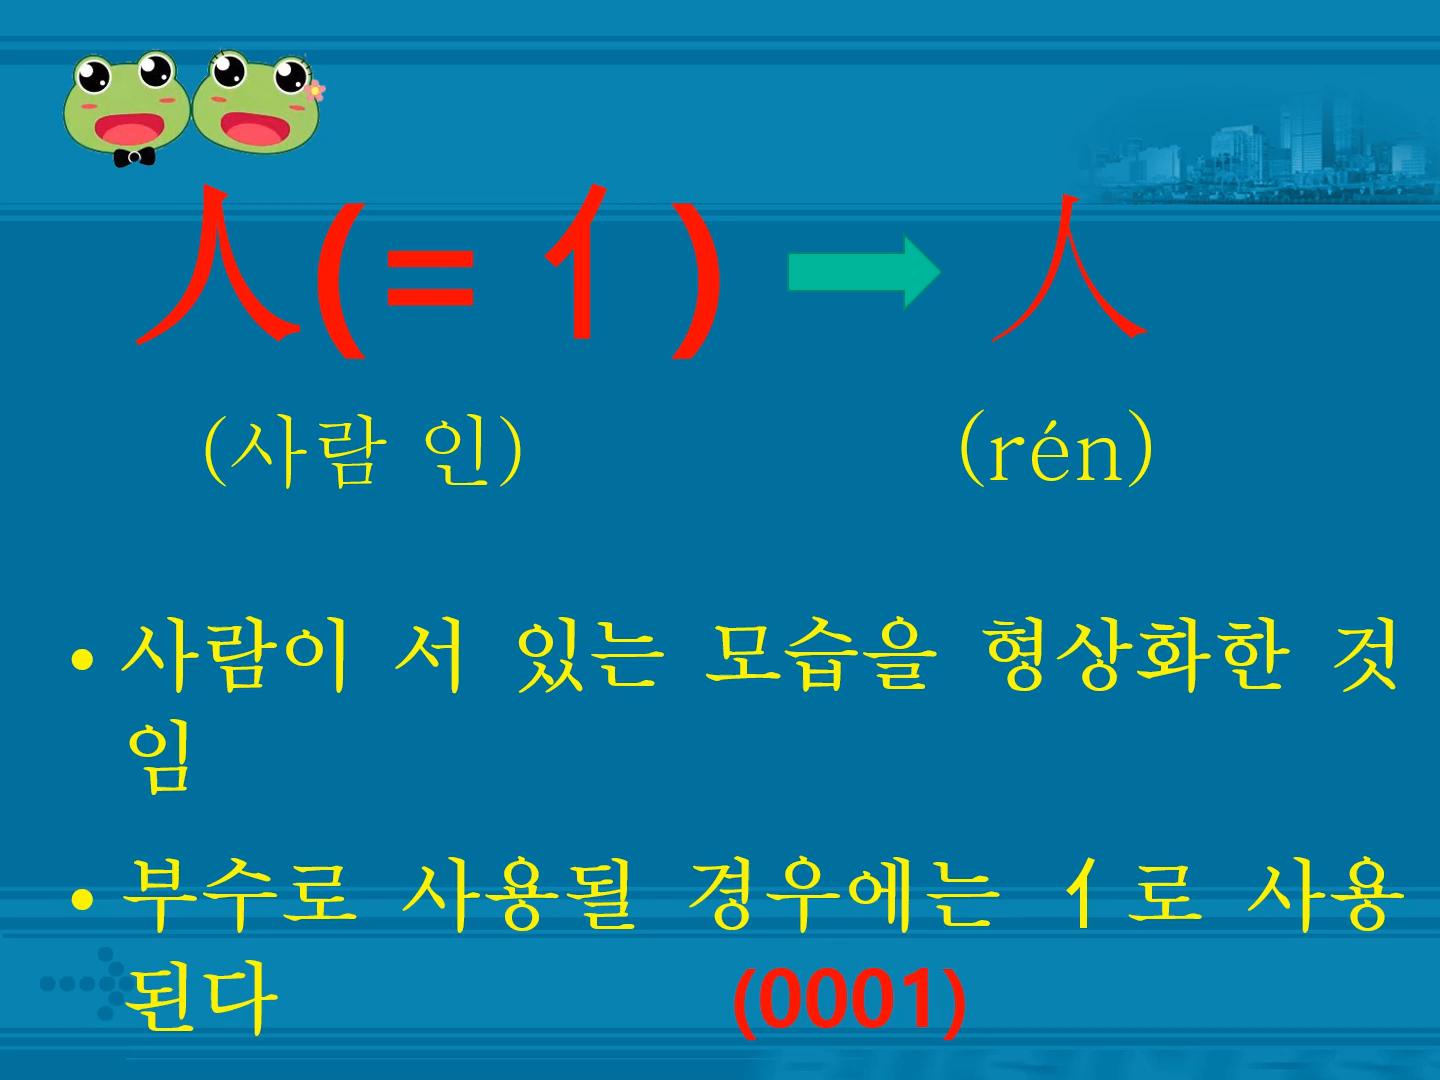 人(= 亻) 人
(사람 인) (rén)
• 사람이 서 있는 모습을 형상화한 것
임
• 부수로 사용될 경우에는 亻로 사용
된다 (0001)